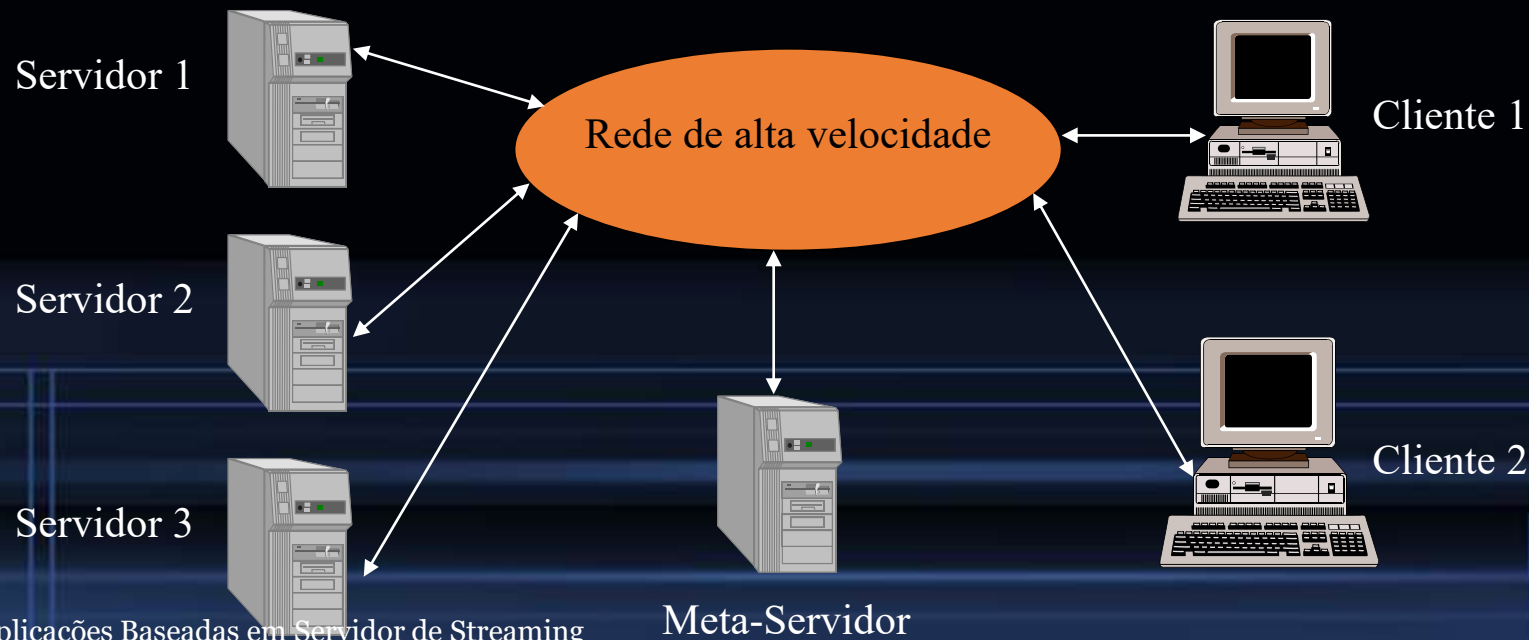 Servidor 1
Rede de alta velocidade
Cliente 1
Servidor 2
Cliente 2
Servidor 3
Meta-Servidor
Baseadas em Servidor de Streaming